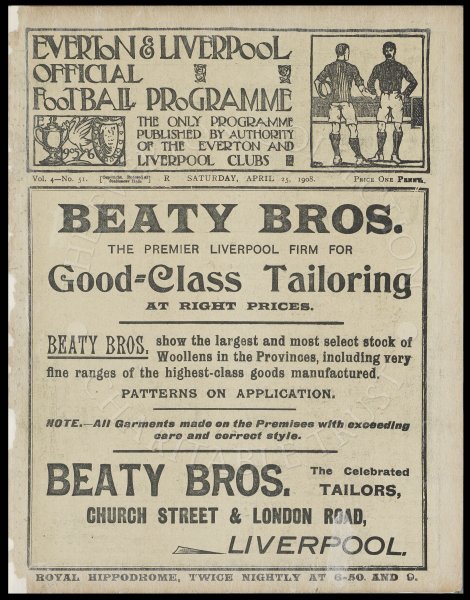 EVERTON & LIVERPOOL
OFFICIAL
FOOTBALL PROGRAMME
THE ONLY PROGRAMME
PUBLISHED BY AUTHORITY
OF THE EVERTON AND
LIVERPOOL CLUBS
Vol. 4—No. 51.
R
SATURDAY, APRIL 25, 1908.
PRICE ONE PENNY.
BEATY BROS.
THE PREMIER LIVERPOOL FIRM FOR
Good=Class Tailoring
AT RIGHT PRICES.
BEATY BROS. show the largest and most select stock of
Woollens in the Provinces, including very
fine ranges of the highest-class goods manufactured.
PATTERNS ON APPLICATION.
NOTE.—All Garments made on the Premises with exceeding
care and correct style.
BEATY BROS. The Celebrated
TAILORS,
CHURCH STREET & LONDON ROAD,
LIVERPOOL.
ROYAL HIPPODROME, TWICE NIGHTLY AT 6-50 AND 9.